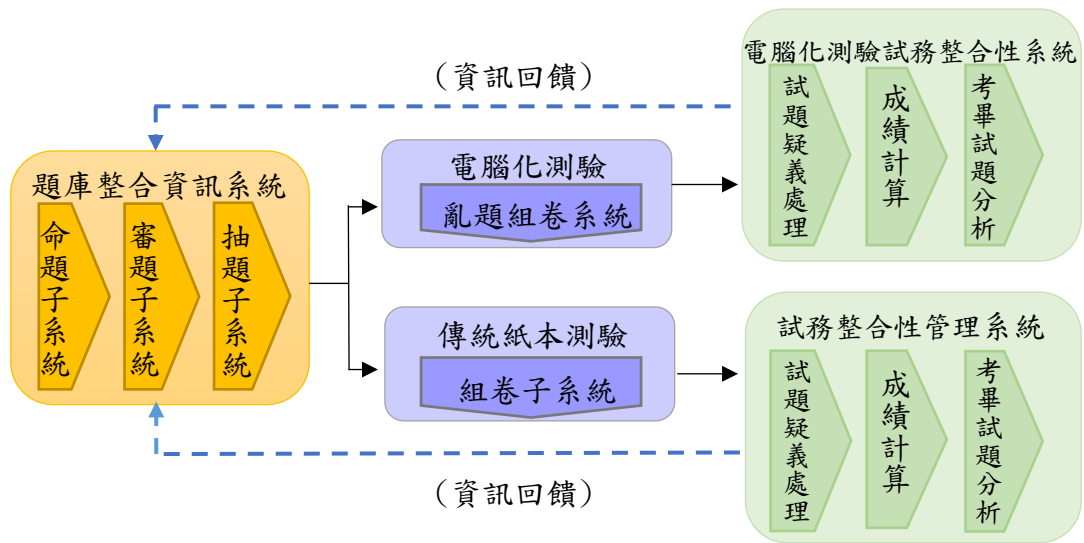 題庫整合資訊系統
命題子系統
審題子系統
抽題子系統
（資訊回饋）
電腦化測驗
亂題組卷系統
傳統紙本測驗
組卷子系統
（資訊回饋）
電腦化測驗試務整合性系統
試題疑義處理
成績計算
考畢試題分析
試務整合性管理系統
試題疑義處理
成績計算
考畢試題分析